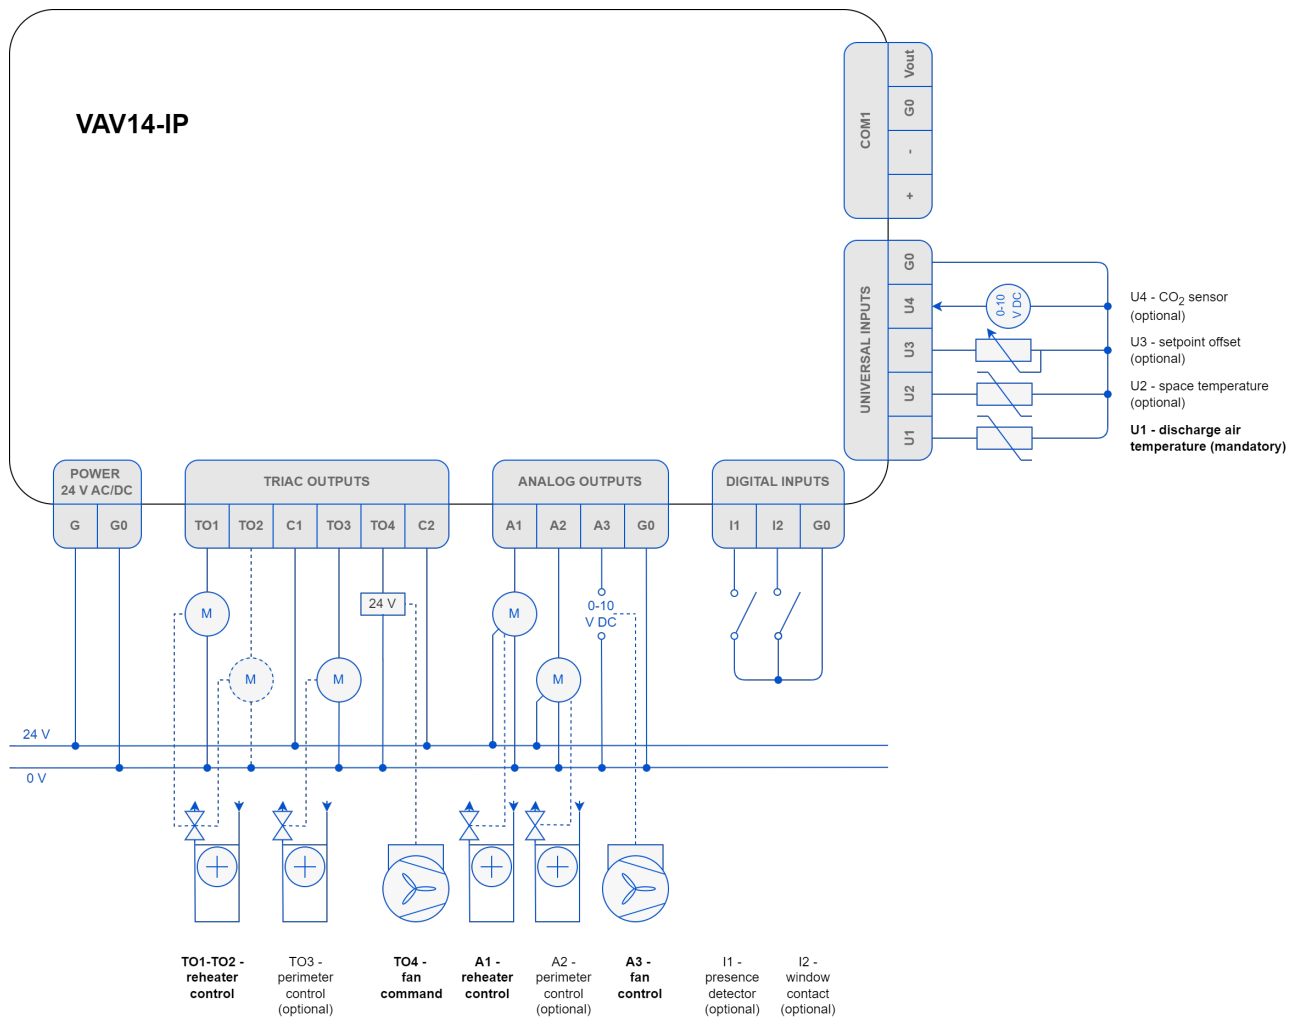 VAV14-IP
COM1
Vout
G0
-
+
UNIVERSAL INPUTS
G0
U4
U3
U2
U1
0-10
V DC
U4 - CO2 sensor
(optional)
U3 - setpoint offset
(optional)
U2 - space temperature
(optional)
U1 - discharge air
temperature (mandatory)
POWER
24 V AC/DC
G G0
TRIAC OUTPUTS
TO1 TO2 C1 TO3 TO4 C2
ANALOG OUTPUTS
A1 A2 A3 G0
DIGITAL INPUTS
I1 I2 G0
M
M
M
24 V
M
M
0-10
V DC
24 V
0 V
TO1-TO2 -
reheater
control
TO3 -
perimeter
control
(optional)
TO4 -
fan
command
A1 -
reheater
control
A2 -
perimeter
control
(optional)
A3 -
fan
control
I1 -
presence
detector
(optional)
I2 -
window
contact
(optional)